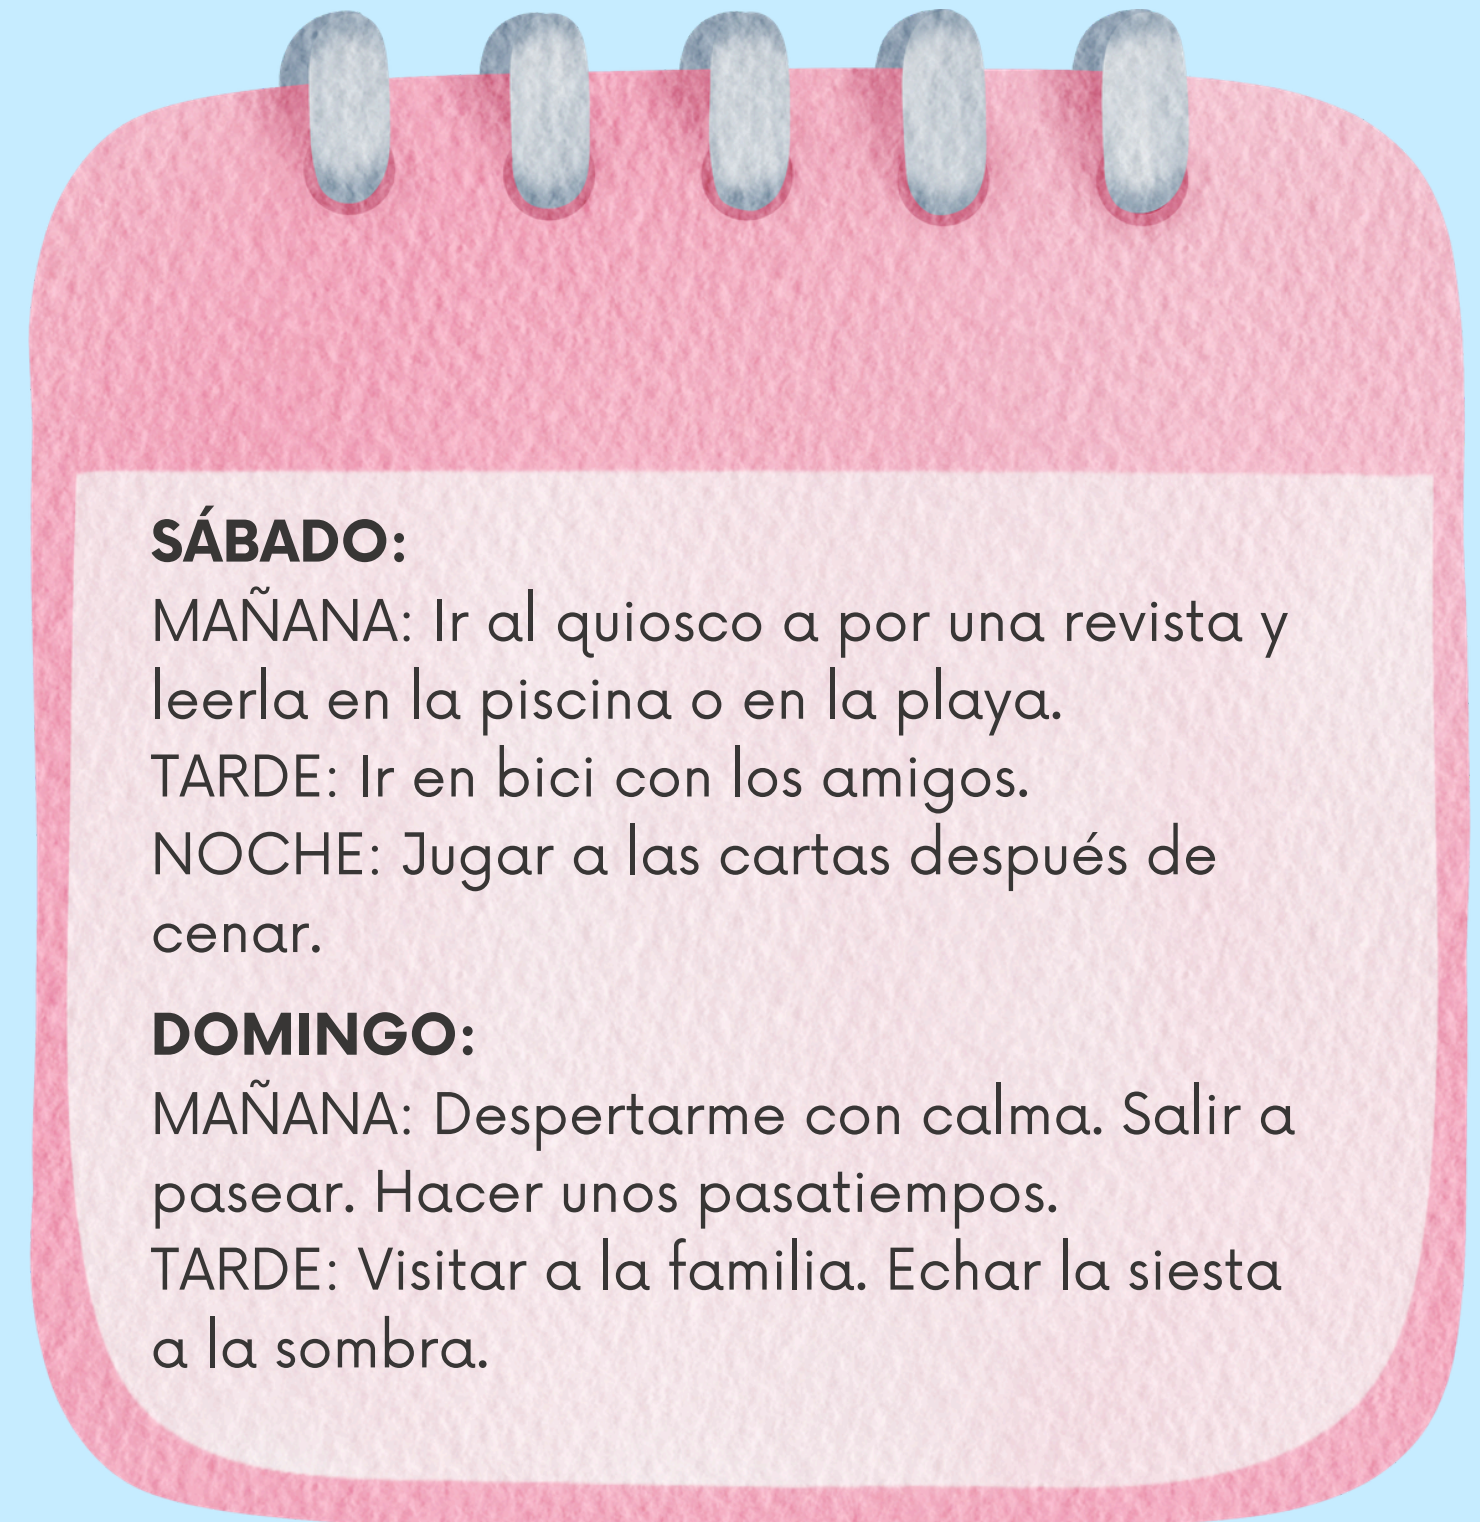 SÁBADO:
MAÑANA: Ir al quiosco a por una revista y
leerla en la piscina o en la playa.
TARDE: Ir en bici con los amigos.
NOCHE: Jugar a las cartas después de
cenar.
DOMINGO:
MAÑANA: Despertarme con calma. Salir a
pasear. Hacer unos pasatiempos.
TARDE: Visitar a la familia. Echar la siesta
a la sombra.